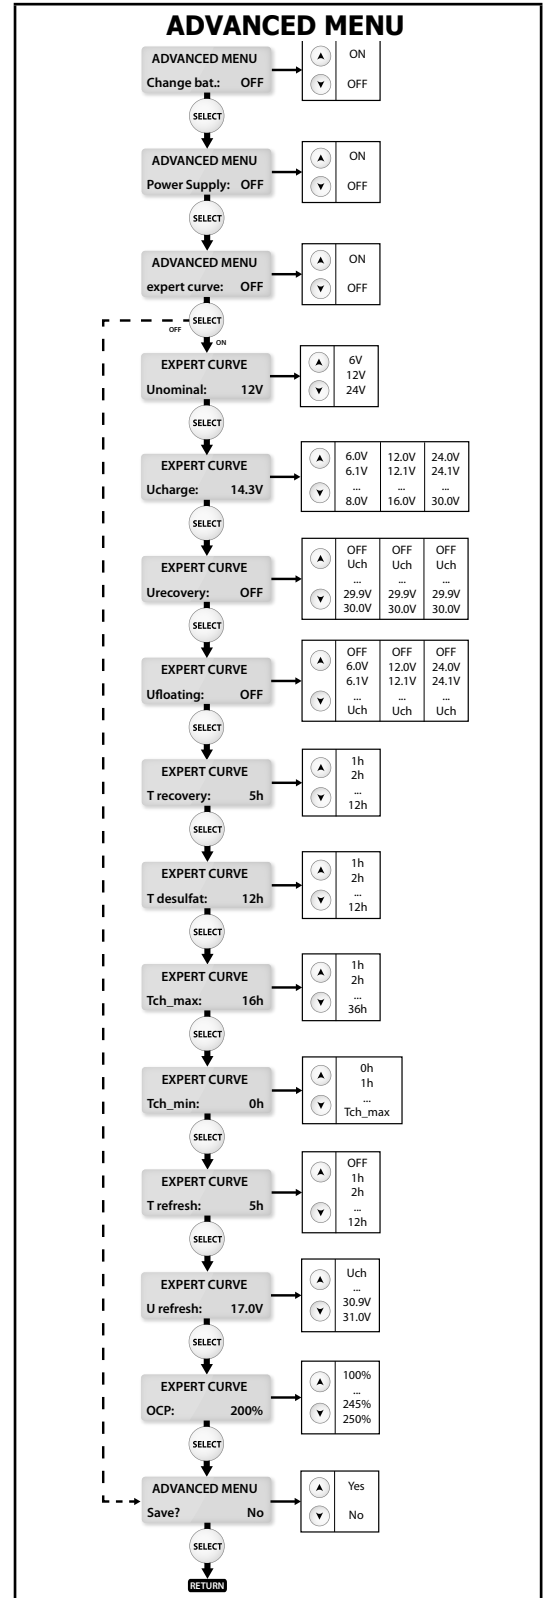 ADVANCED MENU
ADVANCED MENU
Change bat.: OFF
ON
OFF
SELECT
ADVANCED MENU
Power Supply: OFF
ON
OFF
SELECT
ADVANCED MENU
expert curve: OFF
ON
OFF
SELECT
OFF
ON
EXPERT CURVE
Unominal: 12V
6V
12V
24V
SELECT
EXPERT CURVE
Ucharge: 14.3V
6.0V 12.0V 24.0V
6.1V 12.1V 24.1V
... ... ...
8.0V 16.0V 30.0V
SELECT
EXPERT CURVE
Urecovery: OFF
OFF OFF OFF
Uch Uch Uch
... ... ...
29.9V 29.9V 29.9V
30.0V 30.0V 30.0V
SELECT
EXPERT CURVE
Ufloating: OFF
OFF OFF OFF
6.0V 12.0V 24.0V
6.1V 12.1V 24.1V
... ... ...
Uch Uch Uch
SELECT
EXPERT CURVE
T recovery: 5h
1h
2h
...
12h
SELECT
EXPERT CURVE
T desulfat: 12h
1h
2h
...
12h
SELECT
EXPERT CURVE
Tch_max: 16h
1h
2h
...
36h
SELECT
EXPERT CURVE
Tch_min: 0h
0h
1h
...
Tch_max
SELECT
EXPERT CURVE
T refresh: 5h
OFF
1h
2h
...
12h
SELECT
EXPERT CURVE
U refresh: 17.0V
Uch
...
30.9V
31.0V
SELECT
EXPERT CURVE
OCP: 200%
100%
...
245%
250%
SELECT
ADVANCED MENU
Save? No
Yes
No
SELECT
RETURN